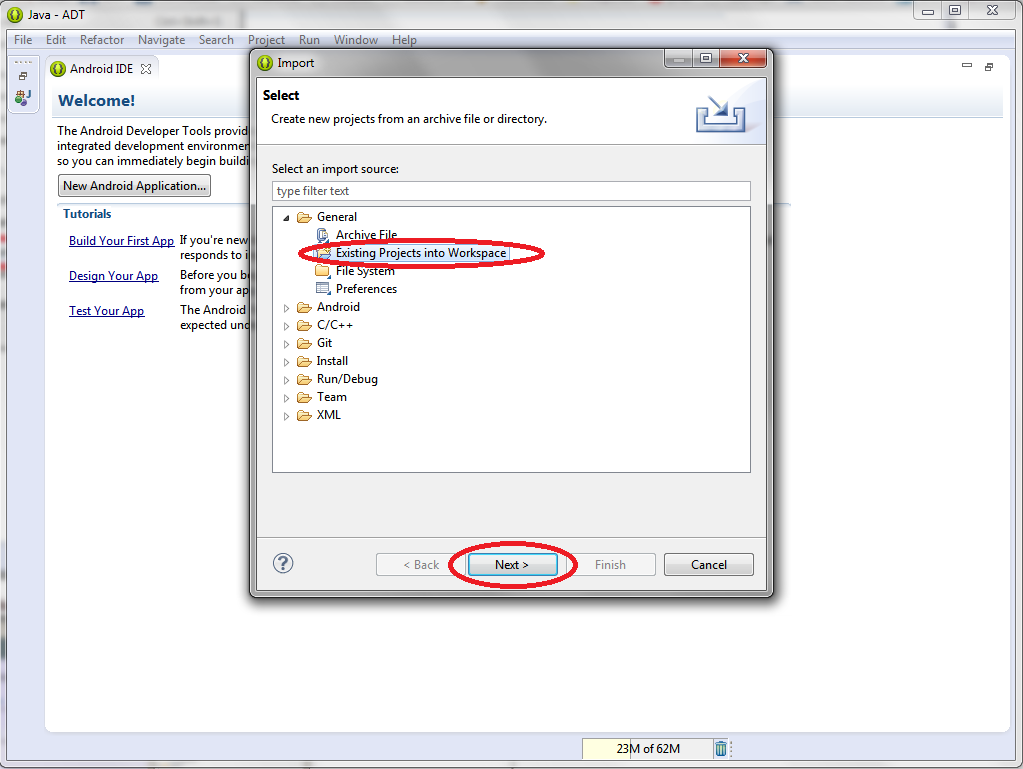 Java - ADT
File Edit Refactor Navigate Search Project Run Window Help
Android IDE
Welcome!
The Android Developer Tools provid
integrated development environmen
so you can immediately begin buildi
New Android Application...
Tutorials
Build Your First App If you're new
responds to i
Design Your App Before you b
from your ap
Test Your App The Android
expected und
Import
Select
Create new projects from an archive file or directory.
Select an import source:
type filter text
General
Archive File
Existing Projects into Workspace
File System
Preferences
Android
C/C++
Git
Install
Run/Debug
Team
XML
?
< Back Next > Finish Cancel
23M of 62M